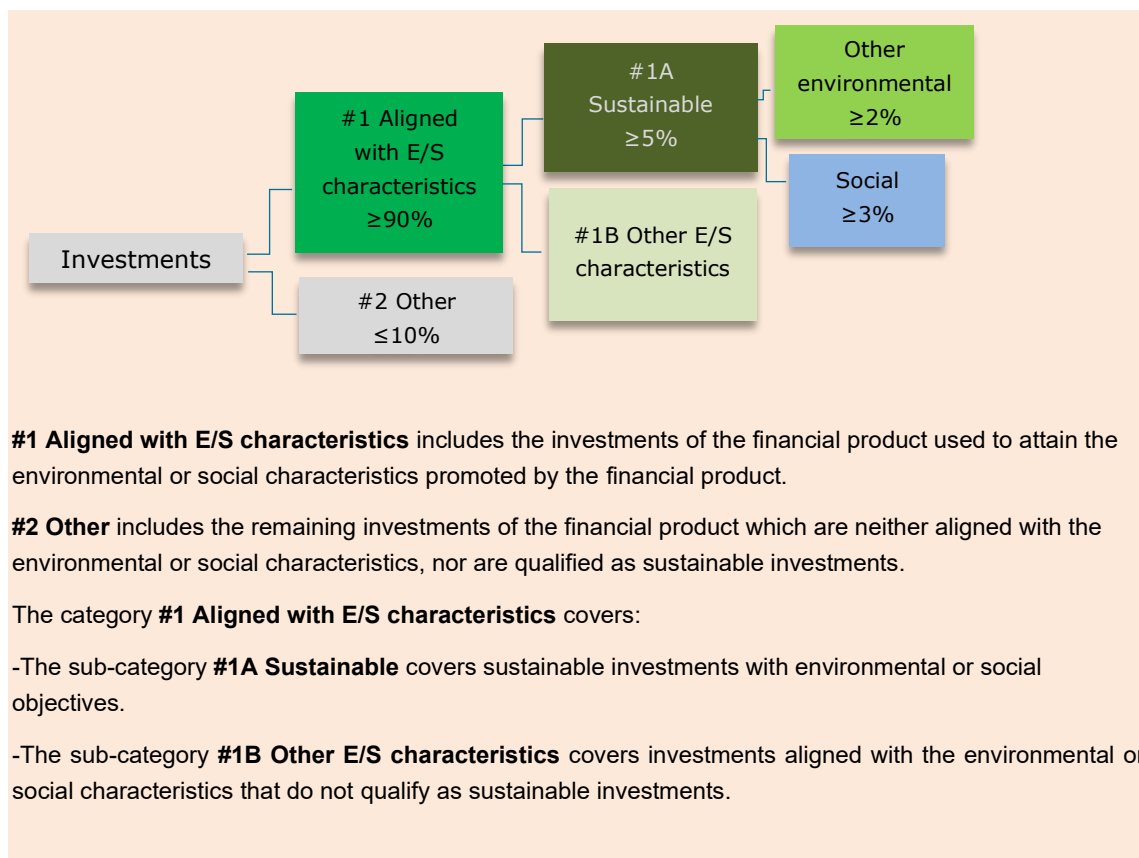 Investments
#1 Aligned
with E/S
characteristics
≥90%
#2 Other
≤10%
#1A
Sustainable
≥5%
#1B Other E/S
characteristics
Other
environmental
≥2%
Social
≥3%
#1 Aligned with E/S characteristics includes the investments of the financial product used to attain the
environmental or social characteristics promoted by the financial product.
#2 Other includes the remaining investments of the financial product which are neither aligned with the
environmental or social characteristics, nor are qualified as sustainable investments.
The category #1 Aligned with E/S characteristics covers:
-The sub-category #1A Sustainable covers sustainable investments with environmental or social
objectives.
-The sub-category #1B Other E/S characteristics covers investments aligned with the environmental or
social characteristics that do not qualify as sustainable investments.